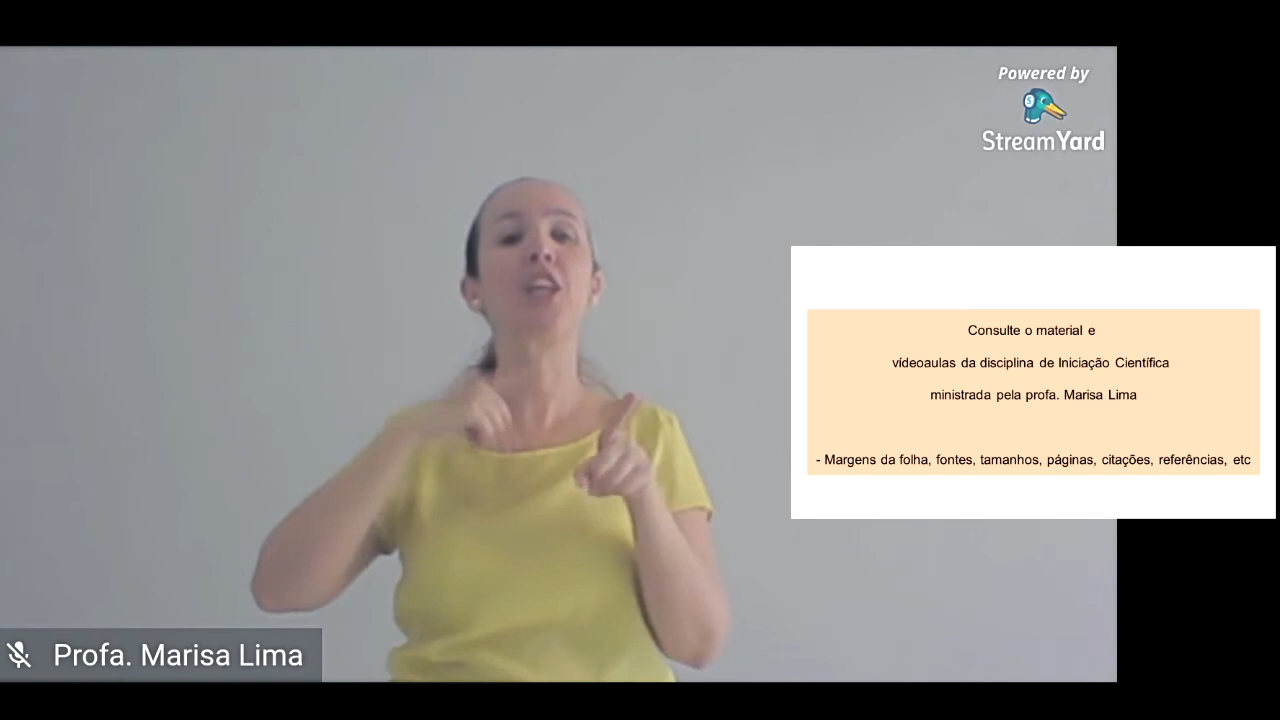 Powered by
StreamYard
Consulte o material e
vídeoaulas da disciplina de Iniciação Científica
ministrada pela profa. Marisa Lima
- Margens da folha, fontes, tamanhos, páginas, citações, referências, etc
Profa. Marisa Lima